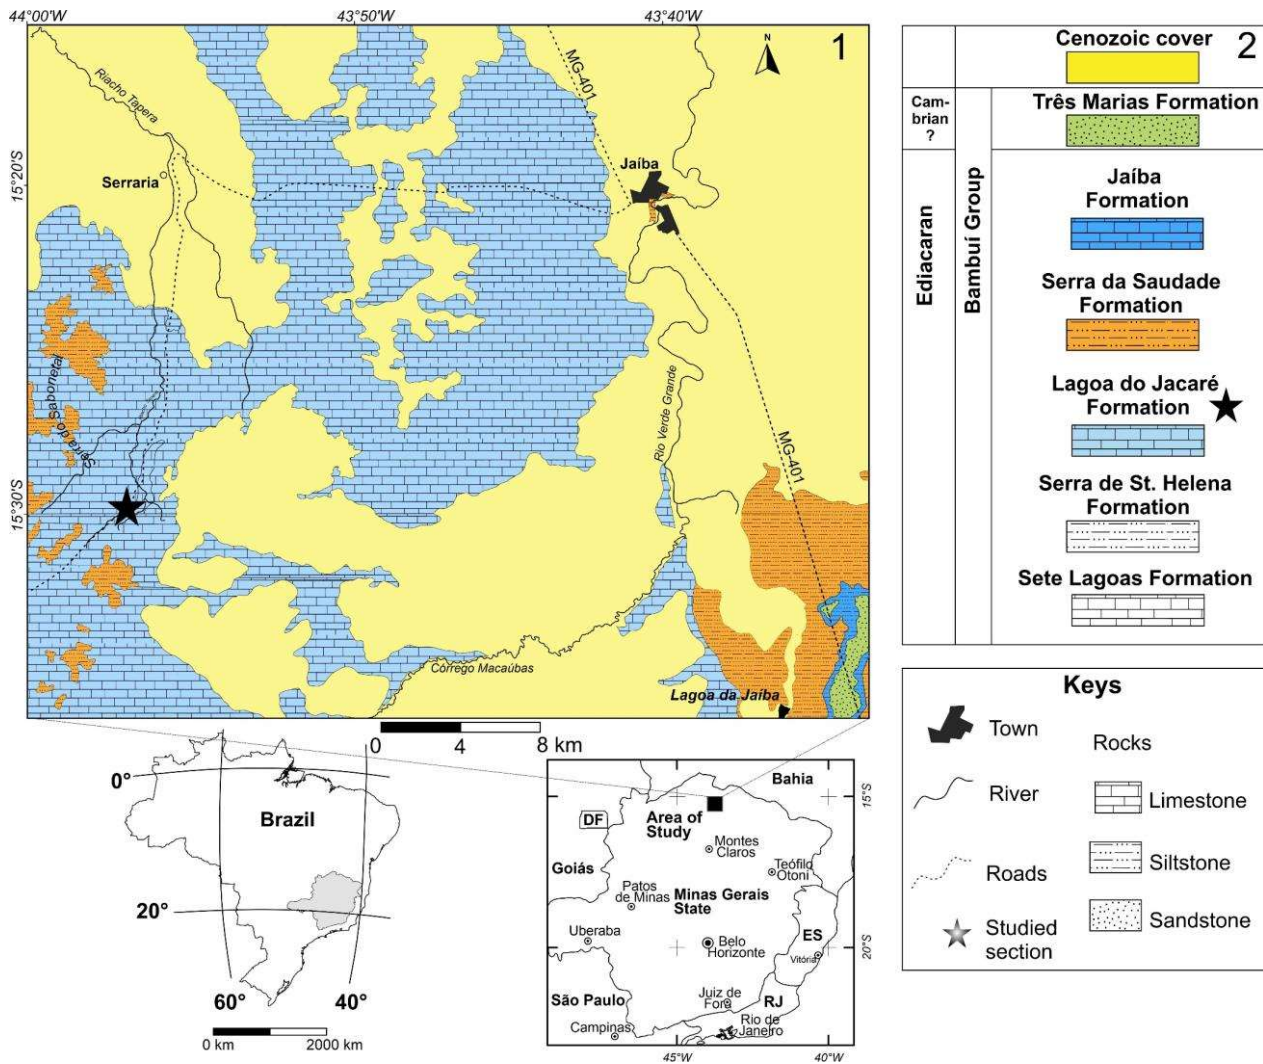 44°00'W
43°50'W
43°40'W
1
N
Riacho Tapera
MG-401
15°20'S
Serraria
Jaíba
Serra do Sabonetal
Rio Verde Grande
MG-401
15°30'S
Córrego Macaúbas
Lagoa da Jaíba
0 4 8 km
2
Cenozoic cover
Cam-
brian
?
Três Marias Formation
Ediacaran
Bambuí Group
Jaíba
Formation
Serra da Saudade
Formation
Lagoa do Jacaré
Formation
Serra de St. Helena
Formation
Sete Lagoas Formation
Keys
Town
River
Roads
Studied
section
Rocks
Limestone
Siltstone
Sandstone
0°
Brazil
20°
60°
40°
0 km 2000 km
Bahia
15°S
DF
Area of
Study
Montes
Claros
Goiás
Teófilo
Otoni
Patos
de Minas
Minas Gerais
State
Uberaba
Belo
Horizonte
ES
Vitória
20°S
São Paulo
Juiz de
Fora
RJ
Rio de
Janeiro
Campinas
45°W
40°W